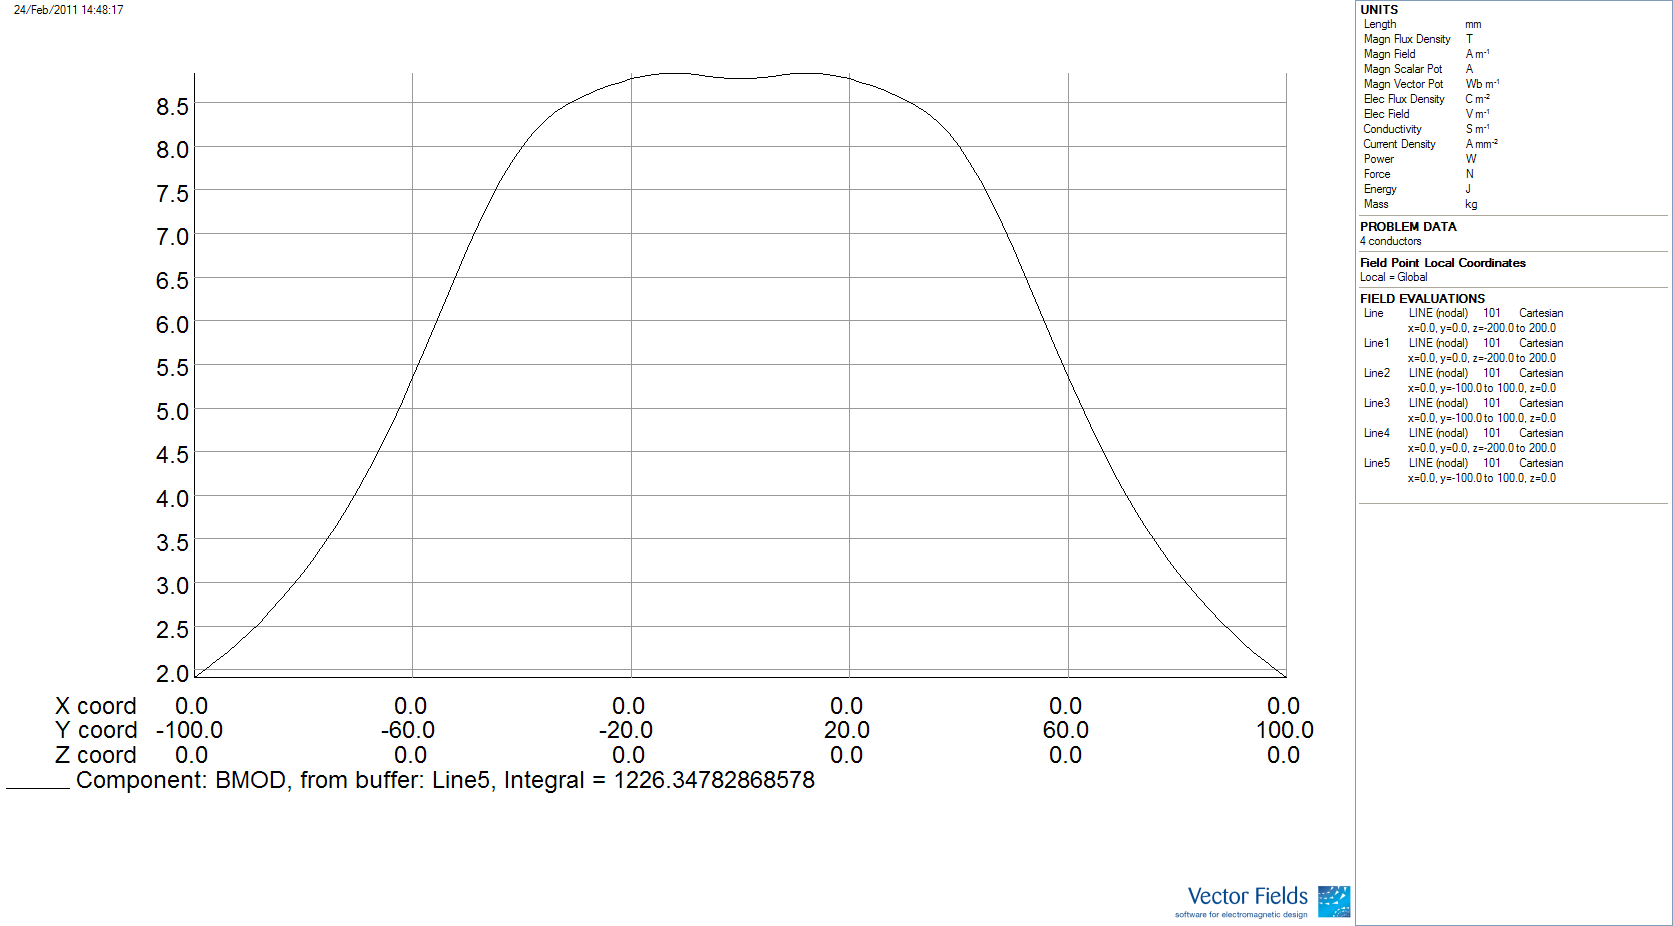 24/Feb/2011 14:48:17
8.5
8.0
7.5
7.0
6.5
6.0
5.5
5.0
4.5
4.0
3.5
3.0
2.5
2.0
X coord 0.0 0.0 0.0 0.0 0.0 0.0
Y coord -100.0 -60.0 -20.0 20.0 60.0 100.0
Z coord 0.0 0.0 0.0 0.0 0.0 0.0
Component: BMOD, from buffer: Line5, Integral = 1226.34782868578
UNITS
Length mm
Magn Flux Density T
Magn Field A m⁻¹
Magn Scalar Pot A
Magn Vector Pot Wb m⁻¹
Elec Flux Density C m⁻²
Elec Field V m⁻¹
Conductivity S m⁻¹
Current Density A mm⁻²
Power W
Force N
Energy J
Mass kg
PROBLEM DATA
4 conductors
Field Point Local Coordinates
Local = Global
FIELD EVALUATIONS
Line LINE (nodal) 101 Cartesian
x=0.0, y=0.0, z=-200.0 to 200.0
Line1 LINE (nodal) 101 Cartesian
x=0.0, y=0.0, z=-200.0 to 200.0
Line2 LINE (nodal) 101 Cartesian
x=0.0, y=-100.0 to 100.0, z=0.0
Line3 LINE (nodal) 101 Cartesian
x=0.0, y=-100.0 to 100.0, z=0.0
Line4 LINE (nodal) 101 Cartesian
x=0.0, y=0.0, z=-200.0 to 200.0
Line5 LINE (nodal) 101 Cartesian
x=0.0, y=-100.0 to 100.0, z=0.0
Vector Fields
software for electromagnetic design